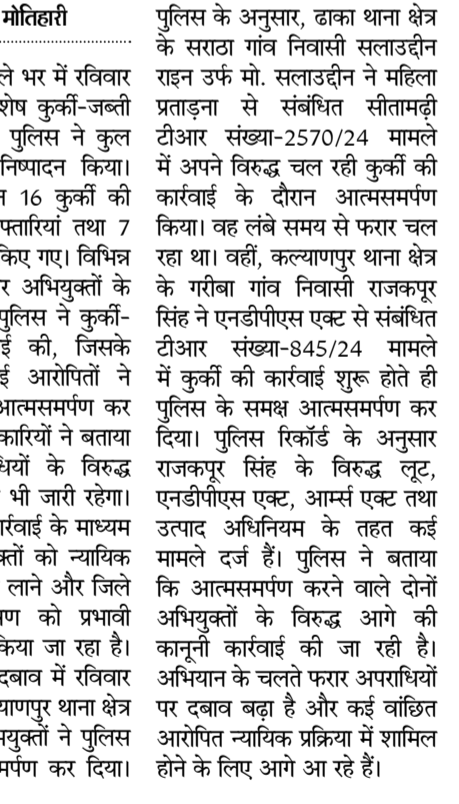 मोतिहारी
भर में रविवार
कुर्की-जब्ती
पुलिस ने कुल
निष्पादन किया।
16 कुर्की की
तथा 7
किए गए। विभिन्न
अभियुक्तों के
पुलिस ने कुर्की-
की, जिसके
आरोपितों ने
आत्मसमर्पण कर
ने बताया
के विरुद्ध
भी जारी रहेगा।
के माध्यम
को न्यायिक
लाने और जिले
को प्रभावी
किया जा रहा है।
दबाव में रविवार
थाना क्षेत्र
ने पुलिस
कर दिया।
पुलिस के अनुसार, ढाका थाना क्षेत्र
के सराठा गांव निवासी सलाउद्दीन
राइन उर्फ मो. सलाउद्दीन ने महिला
प्रताड़ना से संबंधित सीतामढ़ी
टीआर संख्या-2570/24 मामले
में अपने विरुद्ध चल रही कुर्की की
कार्रवाई के दौरान आत्मसमर्पण
किया। वह लंबे समय से फरार चल
रहा था। वहीं, कल्याणपुर थाना क्षेत्र
के गरीबा गांव निवासी राजकपूर
सिंह ने एनडीपीएस एक्ट से संबंधित
टीआर संख्या-845/24 मामले
में कुर्की की कार्रवाई शुरू होते ही
पुलिस के समक्ष आत्मसमर्पण कर
दिया। पुलिस रिकॉर्ड के अनुसार
राजकपूर सिंह के विरुद्ध लूट,
एनडीपीएस एक्ट, आर्म्स एक्ट तथा
उत्पाद अधिनियम के तहत कई
मामले दर्ज हैं। पुलिस ने बताया
कि आत्मसमर्पण करने वाले दोनों
अभियुक्तों के विरुद्ध आगे की
कानूनी कार्रवाई की जा रही है।
अभियान के चलते फरार अपराधियों
पर दबाव बढ़ा है और कई वांछित
आरोपित न्यायिक प्रक्रिया में शामिल
होने के लिए आगे आ रहे हैं।